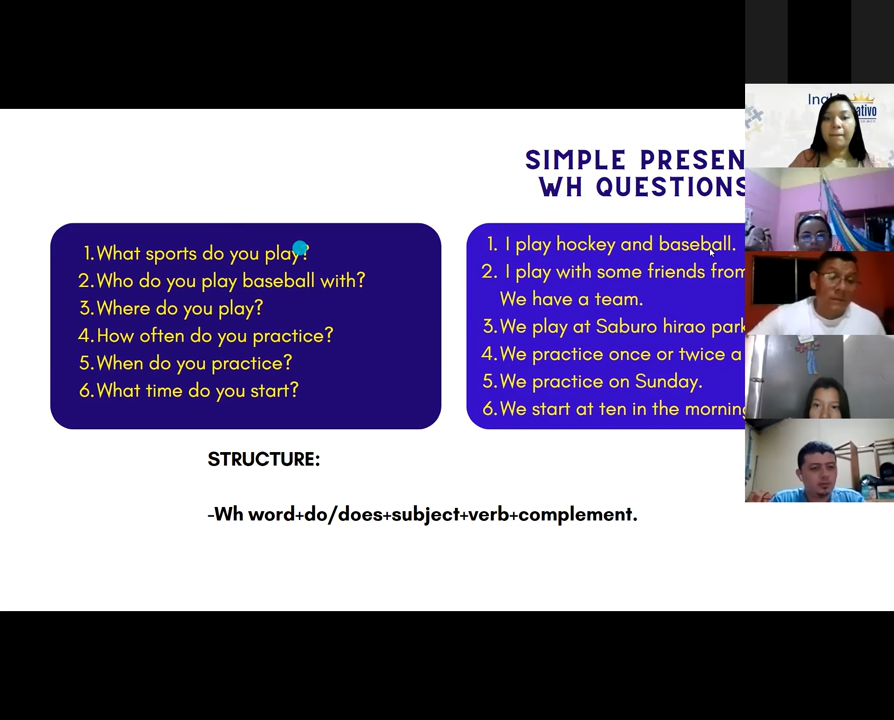 SIMPLE PRESEN
WH QUESTIONS
1. What sports do you play?
2. Who do you play baseball with?
3. Where do you play?
4. How often do you practice?
5. When do you practice?
6. What time do you start?
1. I play hockey and baseball.
2. I play with some friends from
We have a team.
3. We play at Saburo hirao park
4. We practice once or twice a
5. We practice on Sunday.
6. We start at ten in the morning
STRUCTURE:
-Wh word+do/does+subject+verb+complement.